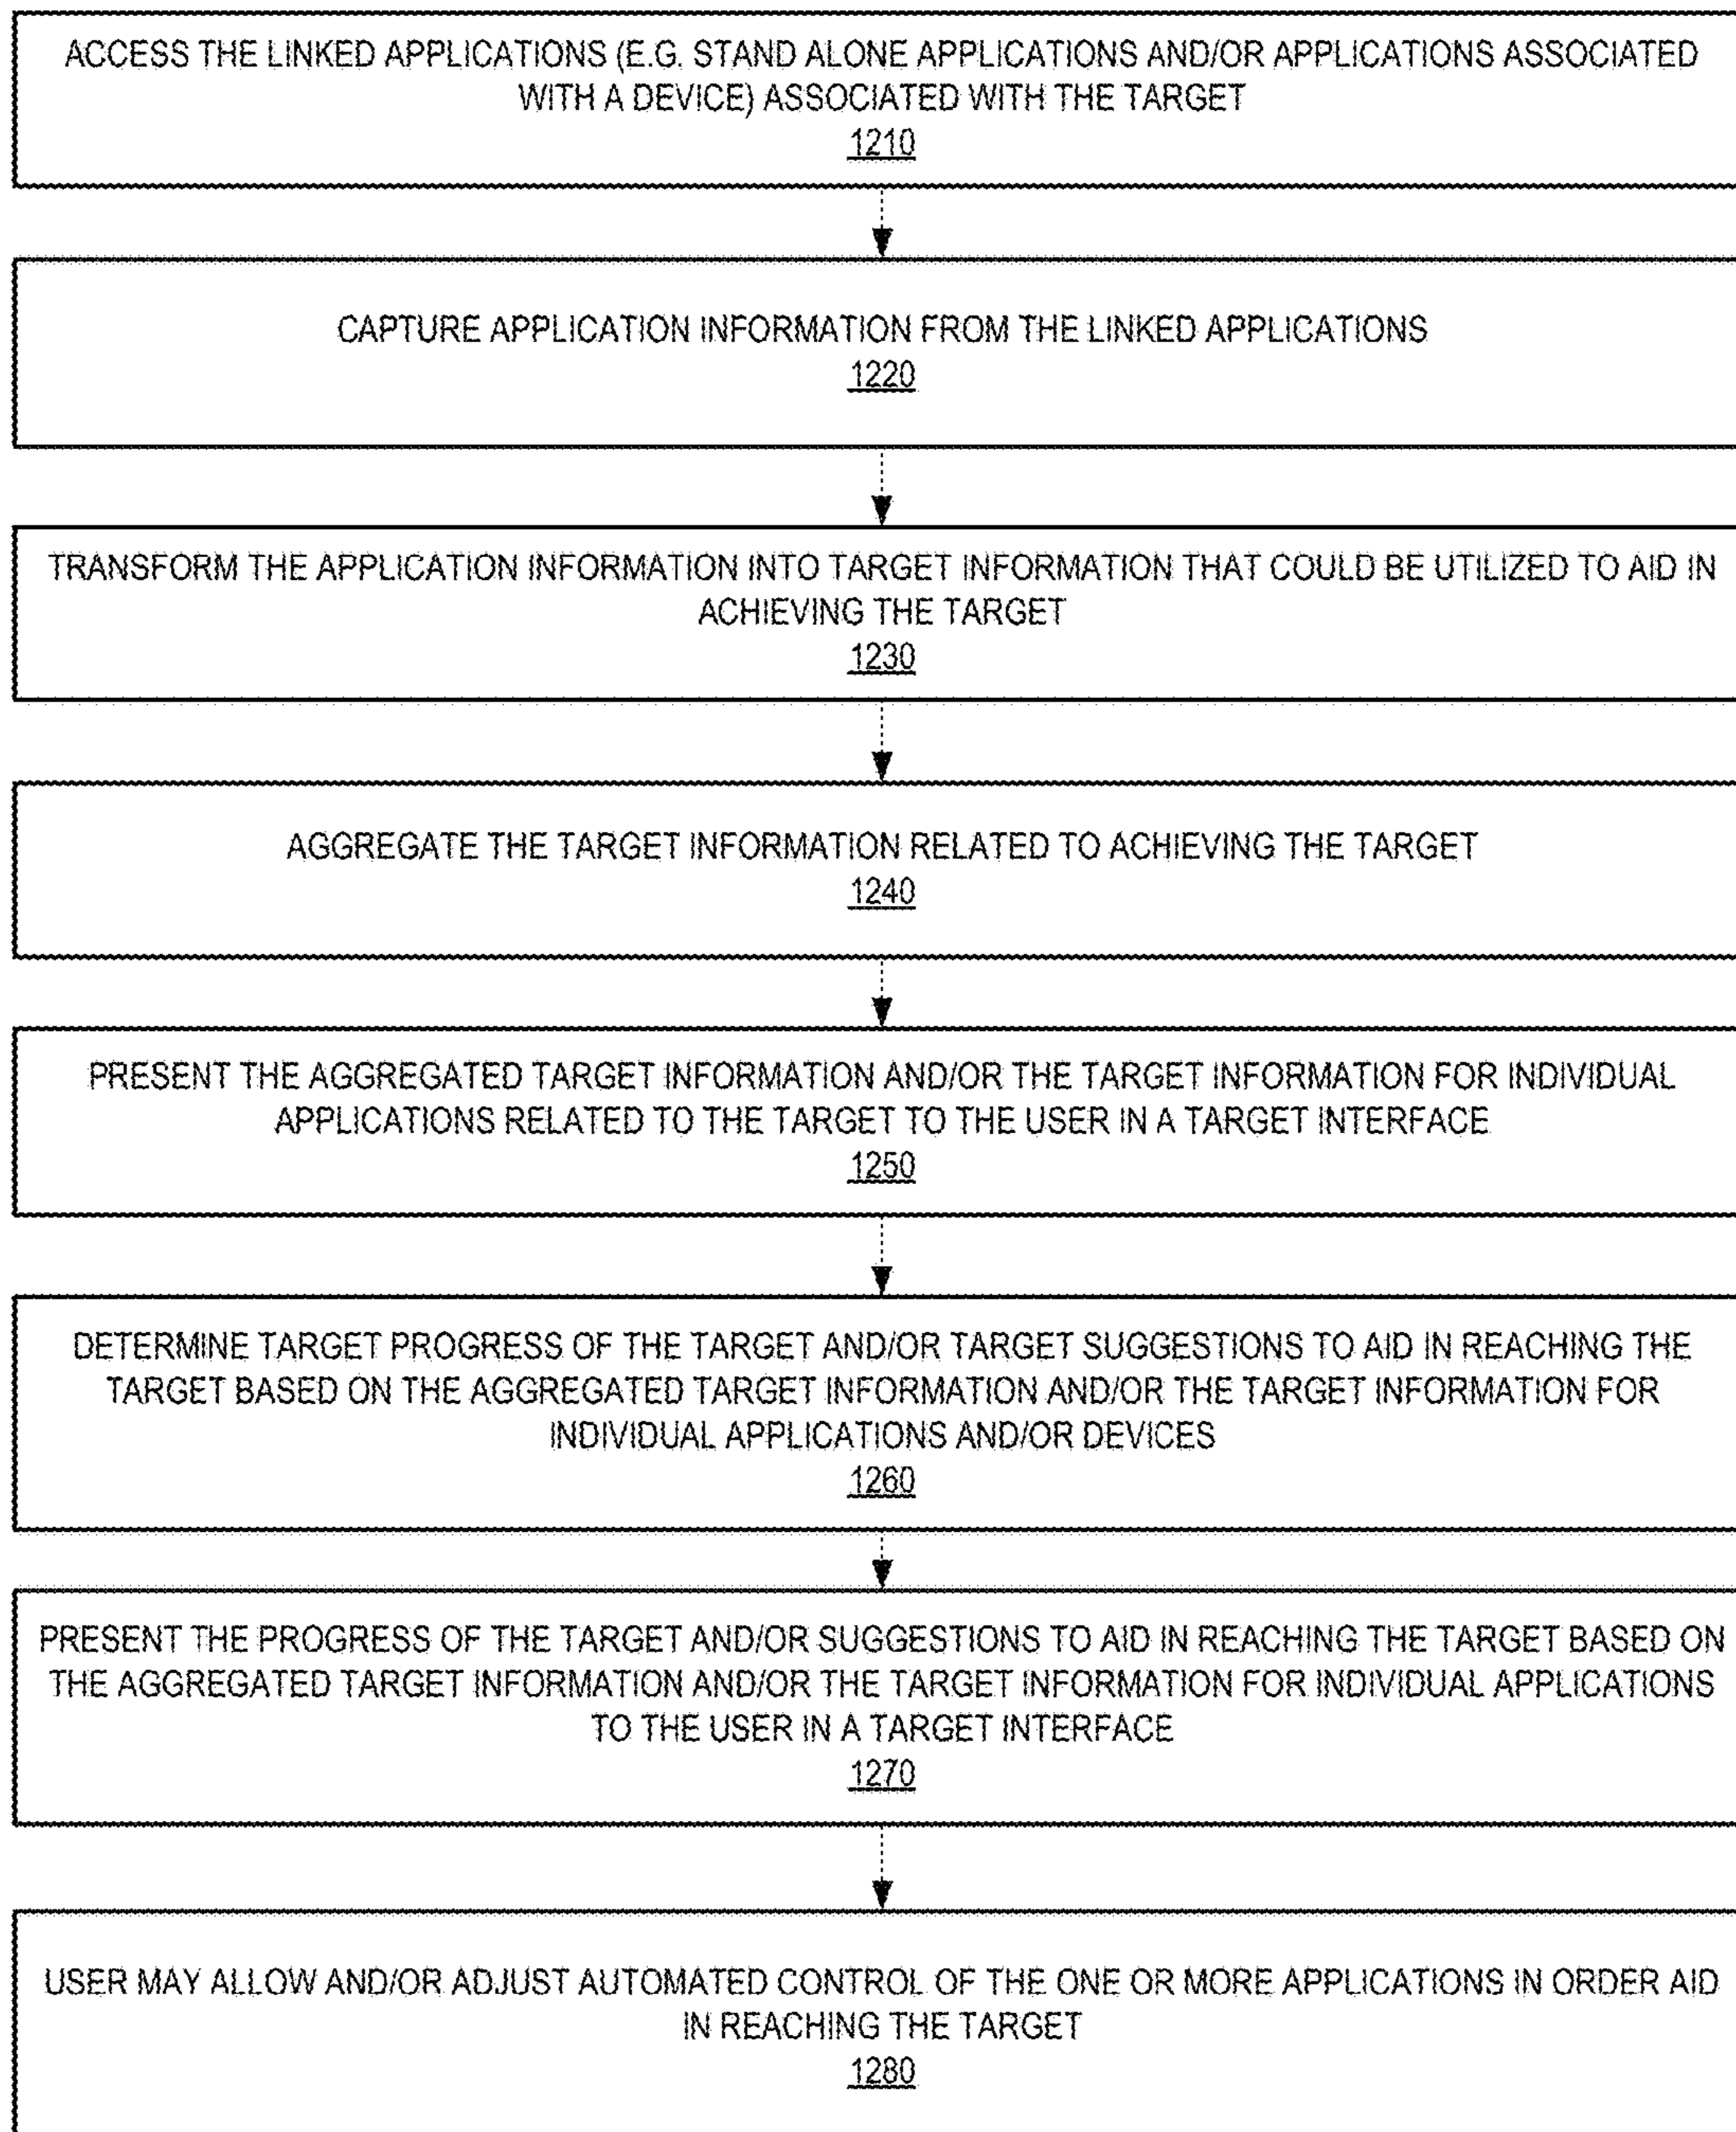 ACCESS THE LINKED APPLICATIONS (E.G. STAND ALONE APPLICATIONS AND/OR APPLICATIONS ASSOCIATED
WITH A DEVICE) ASSOCIATED WITH THE TARGET
1210
CAPTURE APPLICATION INFORMATION FROM THE LINKED APPLICATIONS
1220
TRANSFORM THE APPLICATION INFORMATION INTO TARGET INFORMATION THAT COULD BE UTILIZED TO AID IN
ACHIEVING THE TARGET
1230
AGGREGATE THE TARGET INFORMATION RELATED TO ACHIEVING THE TARGET
1240
PRESENT THE AGGREGATED TARGET INFORMATION AND/OR THE TARGET INFORMATION FOR INDIVIDUAL
APPLICATIONS RELATED TO THE TARGET TO THE USER IN A TARGET INTERFACE
1250
DETERMINE TARGET PROGRESS OF THE TARGET AND/OR TARGET SUGGESTIONS TO AID IN REACHING THE
TARGET BASED ON THE AGGREGATED TARGET INFORMATION AND/OR THE TARGET INFORMATION FOR
INDIVIDUAL APPLICATIONS AND/OR DEVICES
1260
PRESENT THE PROGRESS OF THE TARGET AND/OR SUGGESTIONS TO AID IN REACHING THE TARGET BASED ON
THE AGGREGATED TARGET INFORMATION AND/OR THE TARGET INFORMATION FOR INDIVIDUAL APPLICATIONS
TO THE USER IN A TARGET INTERFACE
1270
USER MAY ALLOW AND/OR ADJUST AUTOMATED CONTROL OF THE ONE OR MORE APPLICATIONS IN ORDER AID
IN REACHING THE TARGET
1280